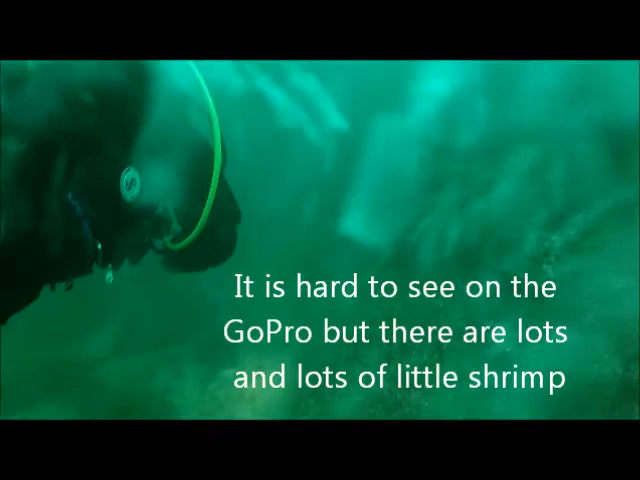 It is hard to see on the
GoPro but there are lots
and lots of little shrimp